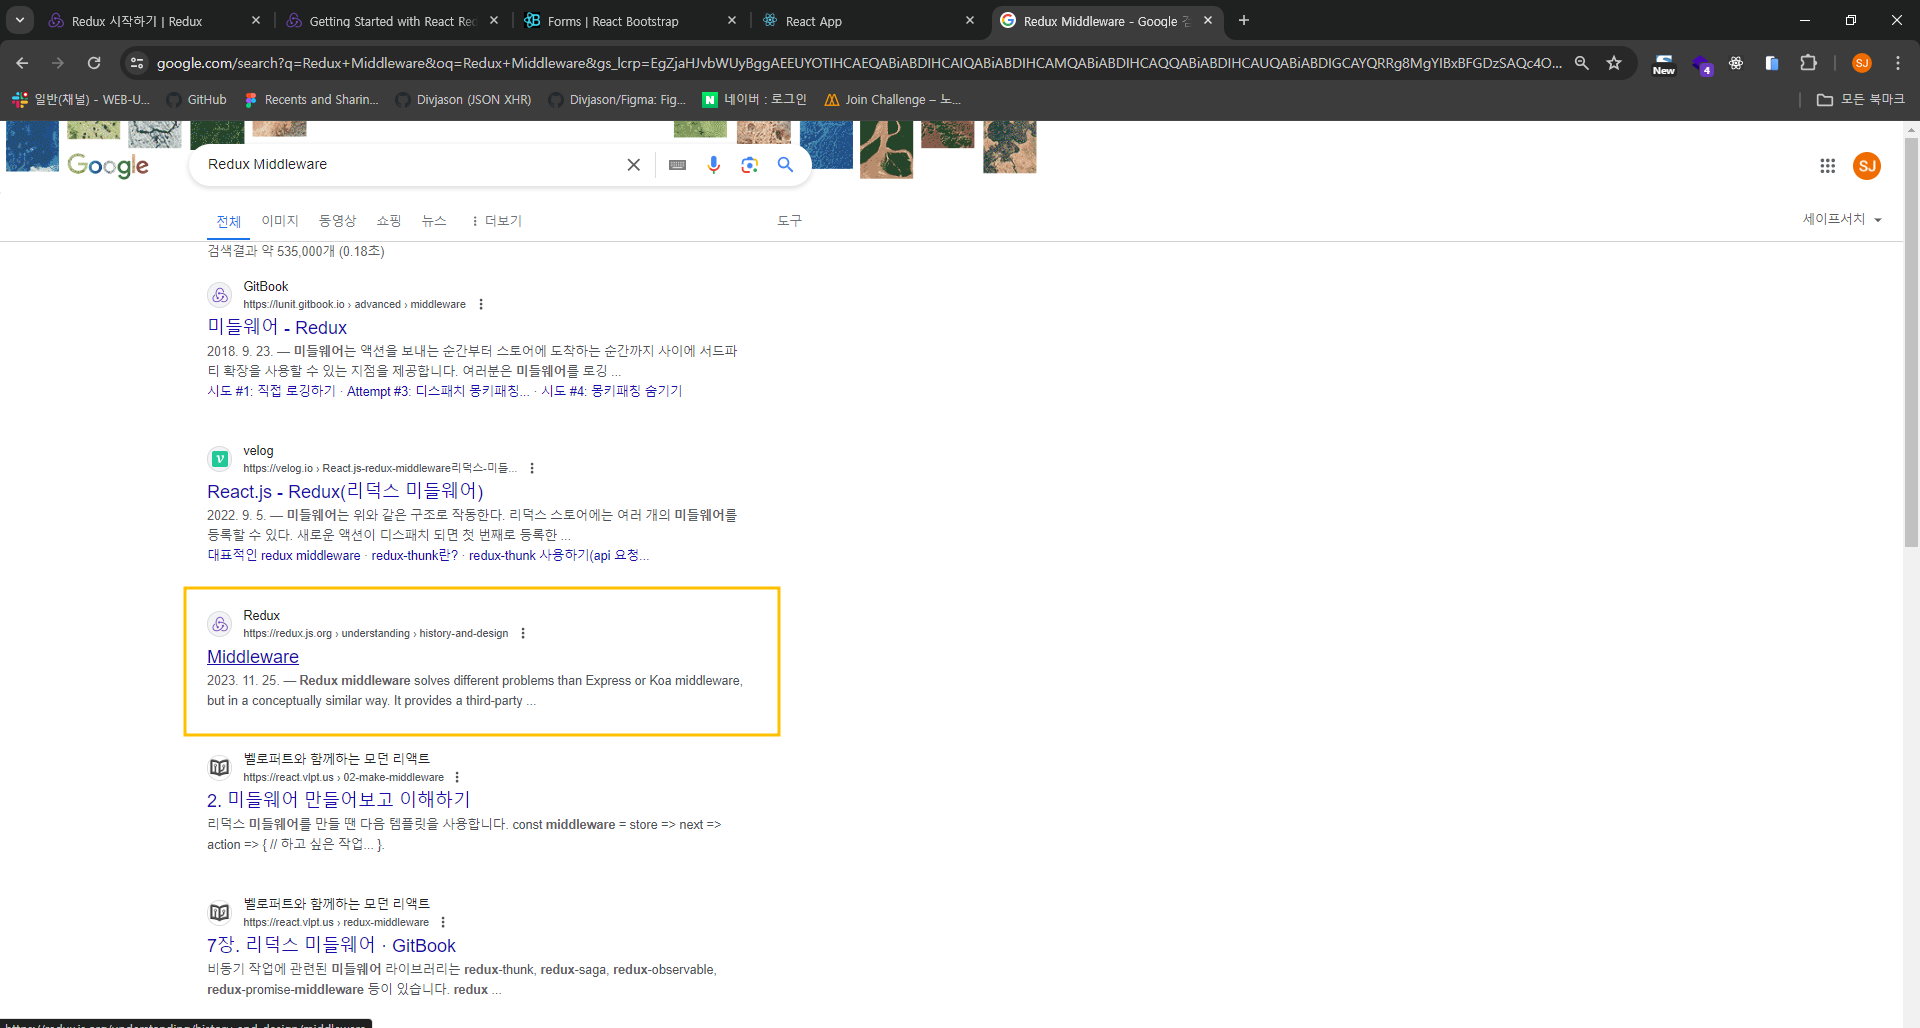 Redux 시작하기 | Redux
Getting Started with React Rec
Forms | React Bootstrap
React App
Redux Middleware - Google 검
google.com/search?q=Redux+Middleware&oq=Redux+Middleware&gs_lcrp=EgZjaHJvbWUyBggAEEUYOTIHCAEQABiABDIHCAIQABiABDIHCAMQABiABDIHCAQQABiABDIHCAUQABiABDIGCAYQRRg8MgYIBxBFGDzSAQc4O...
New
4
SJ
일반(채널) - WEB-U...
GitHub
Recents and Sharin...
Divjason (JSON XHR)
Divjason/Figma: Fig...
네이버 : 로그인
Join Challenge – 노...
모든 북마크
Google
Redux Middleware
SJ
전체 이미지 동영상 쇼핑 뉴스 더보기 도구
세이프서치
검색결과 약 535,000개 (0.18초)
GitBook
https://lunit.gitbook.io › advanced › middleware
미들웨어 - Redux
2018. 9. 23. — 미들웨어는 액션을 보내는 순간부터 스토어에 도착하는 순간까지 사이에 서드파
티 확장을 사용할 수 있는 지점을 제공합니다. 여러분은 미들웨어를 로깅 ...
시도 #1: 직접 로깅하기 · Attempt #3: 디스패치 몽키패칭... · 시도 #4: 몽키패칭 숨기기
velog
https://velog.io › React.js-redux-middleware리덕스-미들...
React.js - Redux(리덕스 미들웨어)
2022. 9. 5. — 미들웨어는 위와 같은 구조로 작동한다. 리덕스 스토어에는 여러 개의 미들웨어를
등록할 수 있다. 새로운 액션이 디스패치 되면 첫 번째로 등록한 ...
대표적인 redux middleware · redux-thunk란? · redux-thunk 사용하기(api 요청...
Redux
https://redux.js.org › understanding › history-and-design
Middleware
2023. 11. 25. — Redux middleware solves different problems than Express or Koa middleware,
but in a conceptually similar way. It provides a third-party ...
벨로퍼트와 함께하는 모던 리액트
https://react.vlpt.us › 02-make-middleware
2. 미들웨어 만들어보고 이해하기
리덕스 미들웨어를 만들 땐 다음 템플릿을 사용합니다. const middleware = store => next =>
action => { // 하고 싶은 작업... }.
벨로퍼트와 함께하는 모던 리액트
https://react.vlpt.us › redux-middleware
7장. 리덕스 미들웨어 · GitBook
비동기 작업에 관련된 미들웨어 라이브러리는 redux-thunk, redux-saga, redux-observable,
redux-promise-middleware 등이 있습니다. redux ...
https://redux.js.org/understanding/history-and-design/middleware